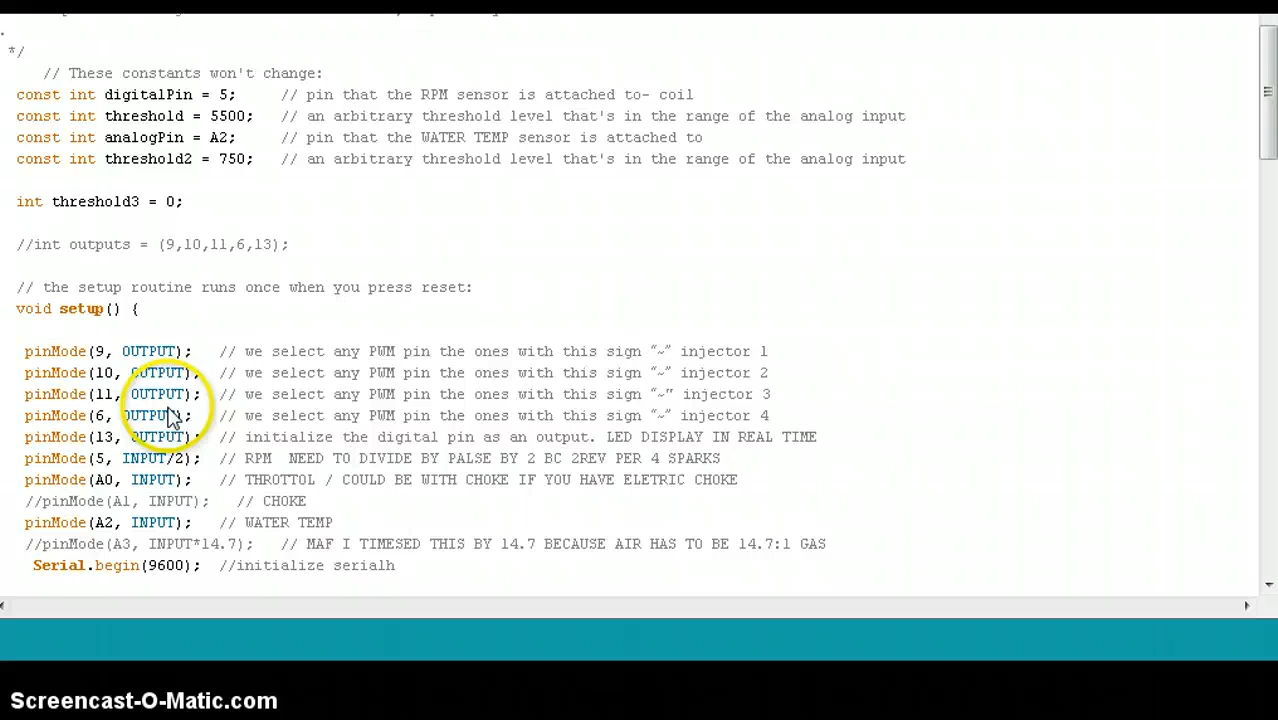 .
*/
// These constants won't change:
const int digitalPin = 5; // pin that the RPM sensor is attached to- coil
const int threshold = 5500; // an arbitrary threshold level that's in the range of the analog input
const int analogPin = A2; // pin that the WATER TEMP sensor is attached to
const int threshold2 = 750; // an arbitrary threshold level that's in the range of the analog input
int threshold3 = 0;
//int outputs = (9,10,11,6,13);
// the setup routine runs once when you press reset:
void setup() {
pinMode(9, OUTPUT); // we select any PWM pin the ones with this sign “~” injector 1
pinMode(10, OUTPUT); // we select any PWM pin the ones with this sign “~” injector 2
pinMode(11, OUTPUT); // we select any PWM pin the ones with this sign “~" injector 3
pinMode(6, OUTPUT); // we select any PWM pin the ones with this sign “~” injector 4
pinMode(13, OUTPUT); // initialize the digital pin as an output. LED DISPLAY IN REAL TIME
pinMode(5, INPUT/2); // RPM NEED TO DIVIDE BY PALSE BY 2 BC 2REV PER 4 SPARKS
pinMode(A0, INPUT); // THROTTOL / COULD BE WITH CHOKE IF YOU HAVE ELETRIC CHOKE
//pinMode(A1, INPUT); // CHOKE
pinMode(A2, INPUT); // WATER TEMP
//pinMode(A3, INPUT*14.7); // MAF I TIMESED THIS BY 14.7 BECAUSE AIR HAS TO BE 14.7:1 GAS
Serial.begin(9600); //initialize serialh
Screencast-O-Matic.com